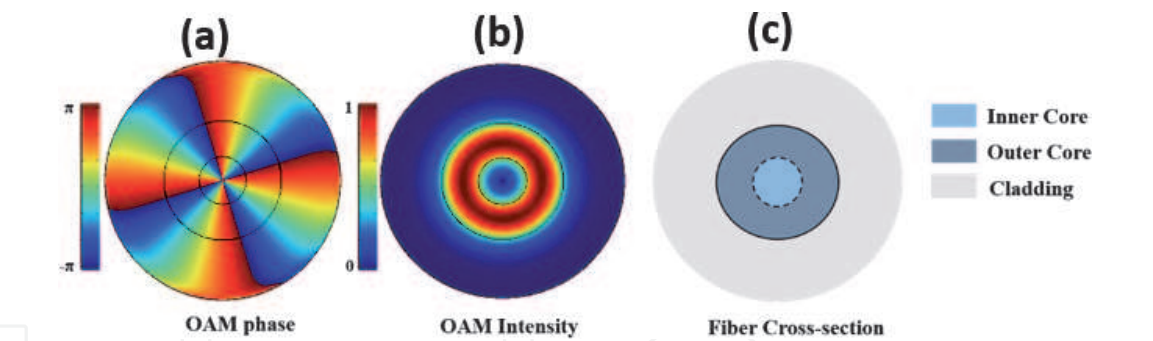 (a)
(b)
(c)
π
-π
1
0
Inner Core
Outer Core
Cladding
OAM phase
OAM Intensity
Fiber Cross-section